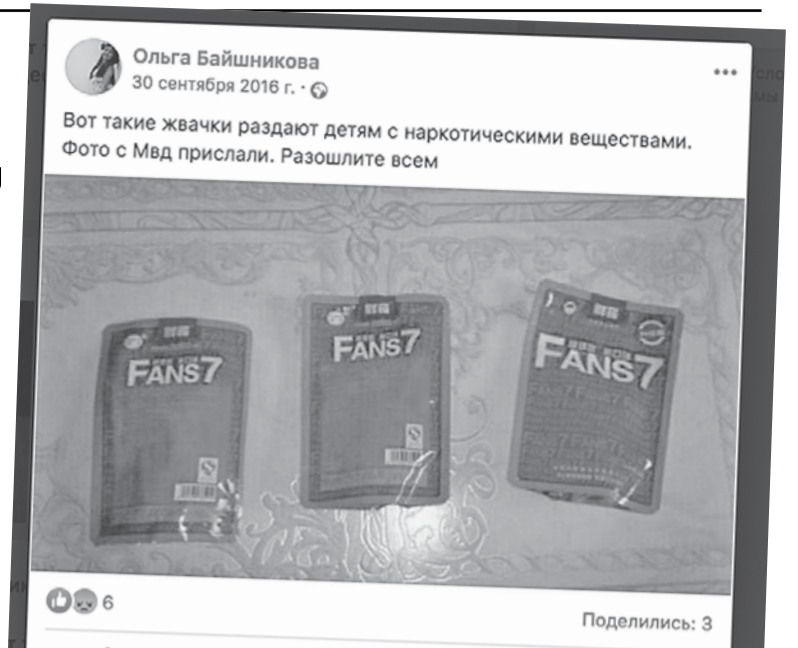 Ольга Байшникова
30 сентября 2016 г.
Вот такие жвачки раздают детям с наркотическими веществами.
Фото с Мвд прислали. Разошлите всем
FANS7
FANS7
FANS7
6
Поделились: 3